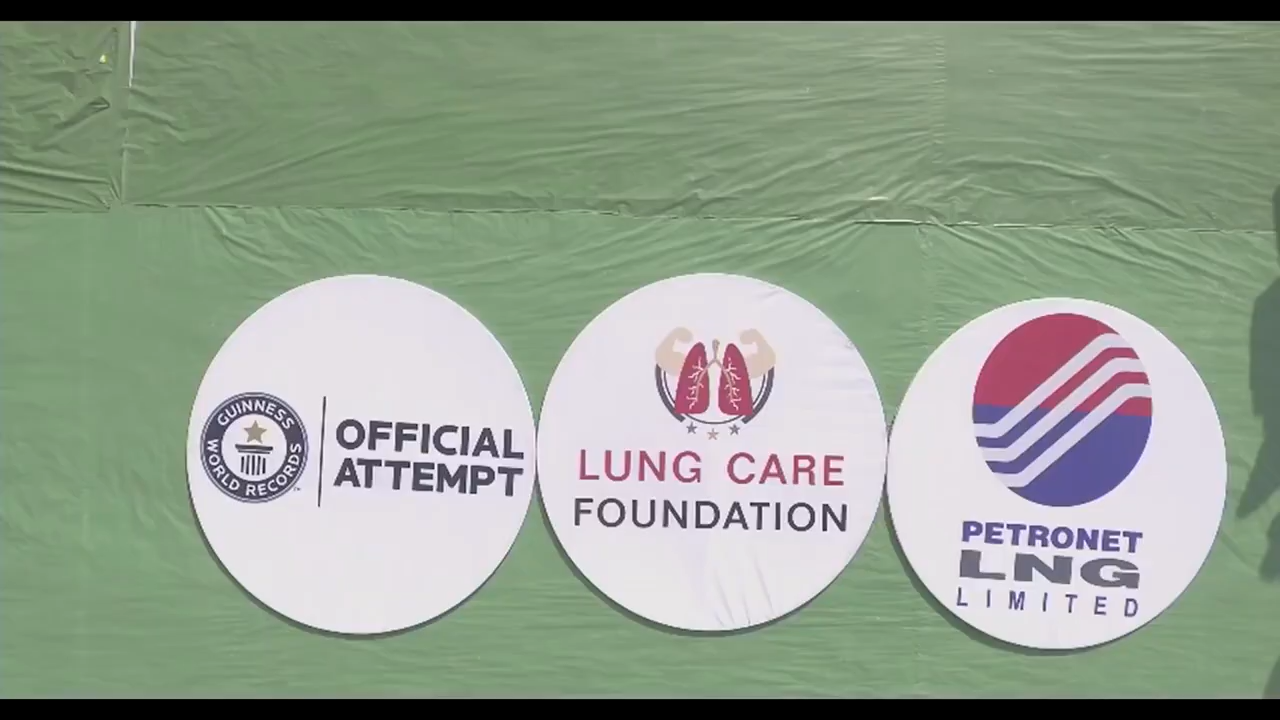 GUINNESS
WORLD RECORDS
OFFICIAL
ATTEMPT
LUNG CARE
FOUNDATION
PETRONET
LNG
LIMITED